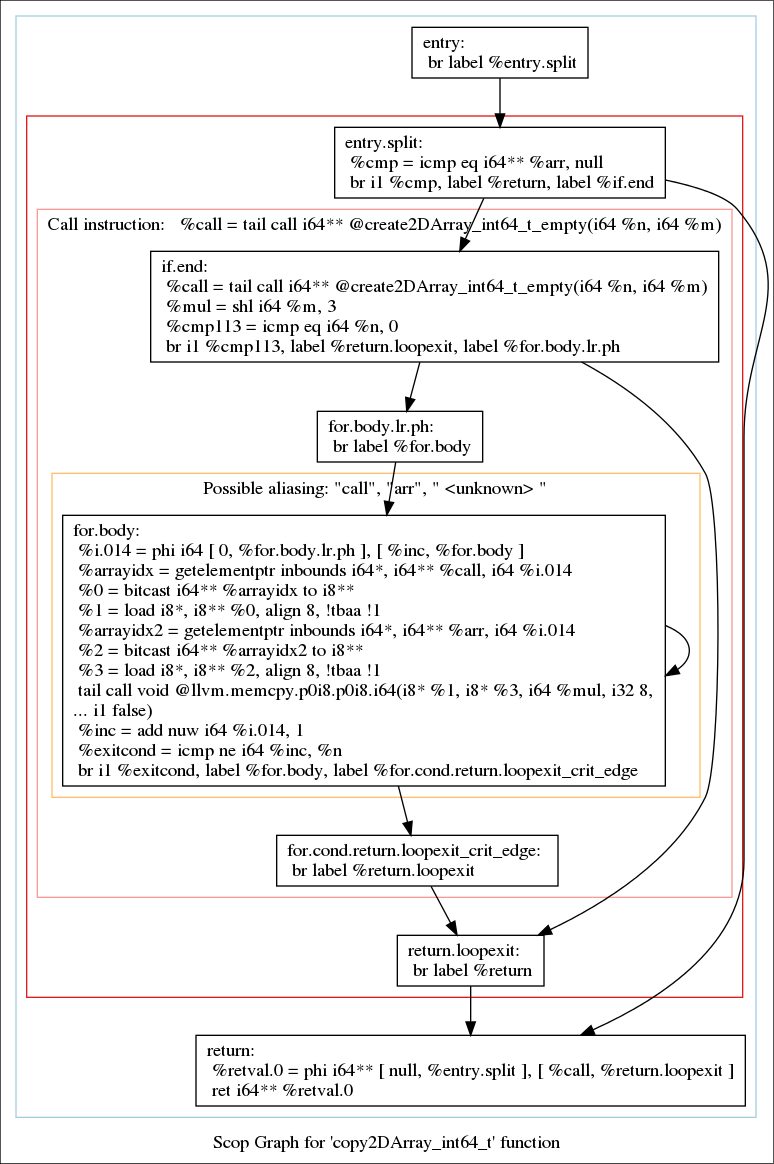 entry:
br label %entry.split
entry.split:
%cmp = icmp eq i64** %arr, null
br i1 %cmp, label %return, label %if.end
Call instruction: %call = tail call i64** @create2DArray_int64_t_empty(i64 %n, i64 %m)
if.end:
%call = tail call i64** @create2DArray_int64_t_empty(i64 %n, i64 %m)
%mul = shl i64 %m, 3
%cmp113 = icmp eq i64 %n, 0
br i1 %cmp113, label %return.loopexit, label %for.body.lr.ph
for.body.lr.ph:
br label %for.body
Possible aliasing: "call", "arr", " <unknown> "
for.body:
%i.014 = phi i64 [ 0, %for.body.lr.ph ], [ %inc, %for.body ]
%arrayidx = getelementptr inbounds i64*, i64** %call, i64 %i.014
%0 = bitcast i64** %arrayidx to i8**
%1 = load i8*, i8** %0, align 8, !tbaa !1
%arrayidx2 = getelementptr inbounds i64*, i64** %arr, i64 %i.014
%2 = bitcast i64** %arrayidx2 to i8**
%3 = load i8*, i8** %2, align 8, !tbaa !1
tail call void @llvm.memcpy.p0i8.p0i8.i64(i8* %1, i8* %3, i64 %mul, i32 8,
... i1 false)
%inc = add nuw i64 %i.014, 1
%exitcond = icmp ne i64 %inc, %n
br i1 %exitcond, label %for.body, label %for.cond.return.loopexit_crit_edge
for.cond.return.loopexit_crit_edge:
br label %return.loopexit
return.loopexit:
br label %return
return:
%retval.0 = phi i64** [ null, %entry.split ], [ %call, %return.loopexit ]
ret i64** %retval.0
Scop Graph for 'copy2DArray_int64_t' function